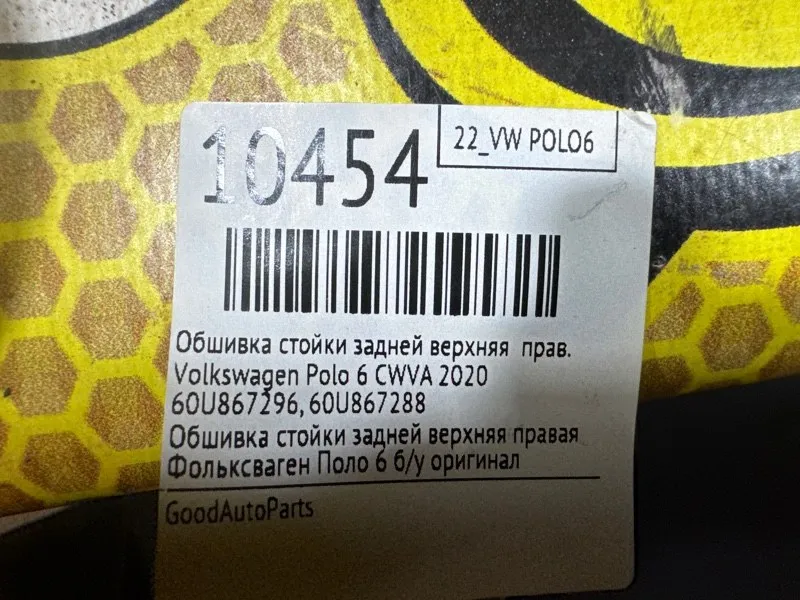 10454
22_VW POLO6
Обшивка стойки задней верхняя прав.
Volkswagen Polo 6 CWVA 2020
60U867296, 60U867288
Обшивка стойки задней верхняя правая
Фольксваген Поло 6 б/у оригинал
GoodAutoParts